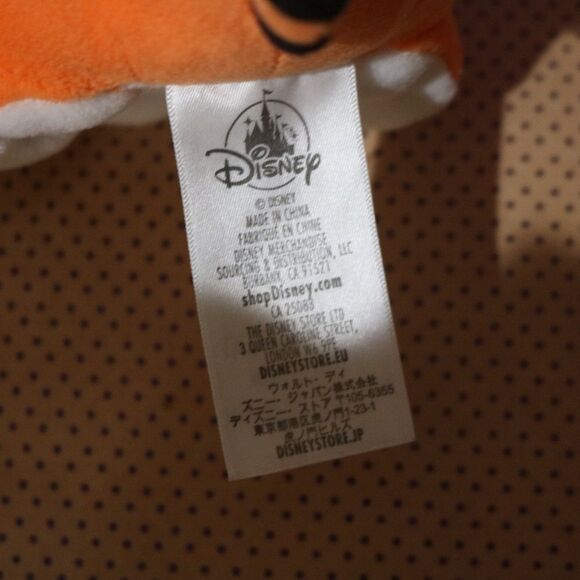 Disney
© DISNEY
MADE IN CHINA
FABRIQUÉ EN CHINE
DISNEY MERCHANDISE
SOURCING & DISTRIBUTION, LLC
BURBANK, CA 91521
shopDisney.com
CA 25083
THE DISNEY STORE LTD
3 QUEEN CAROLINE STREET,
LONDON W6 9PE
DISNEYSTORE.EU
ウォルト・ディ
ズニー・ジャパン株式会社
ディズニー・ストア 〒105-6355
東京都港区虎ノ門1-23-1
虎ノ門ヒルズ
DISNEYSTORE.JP